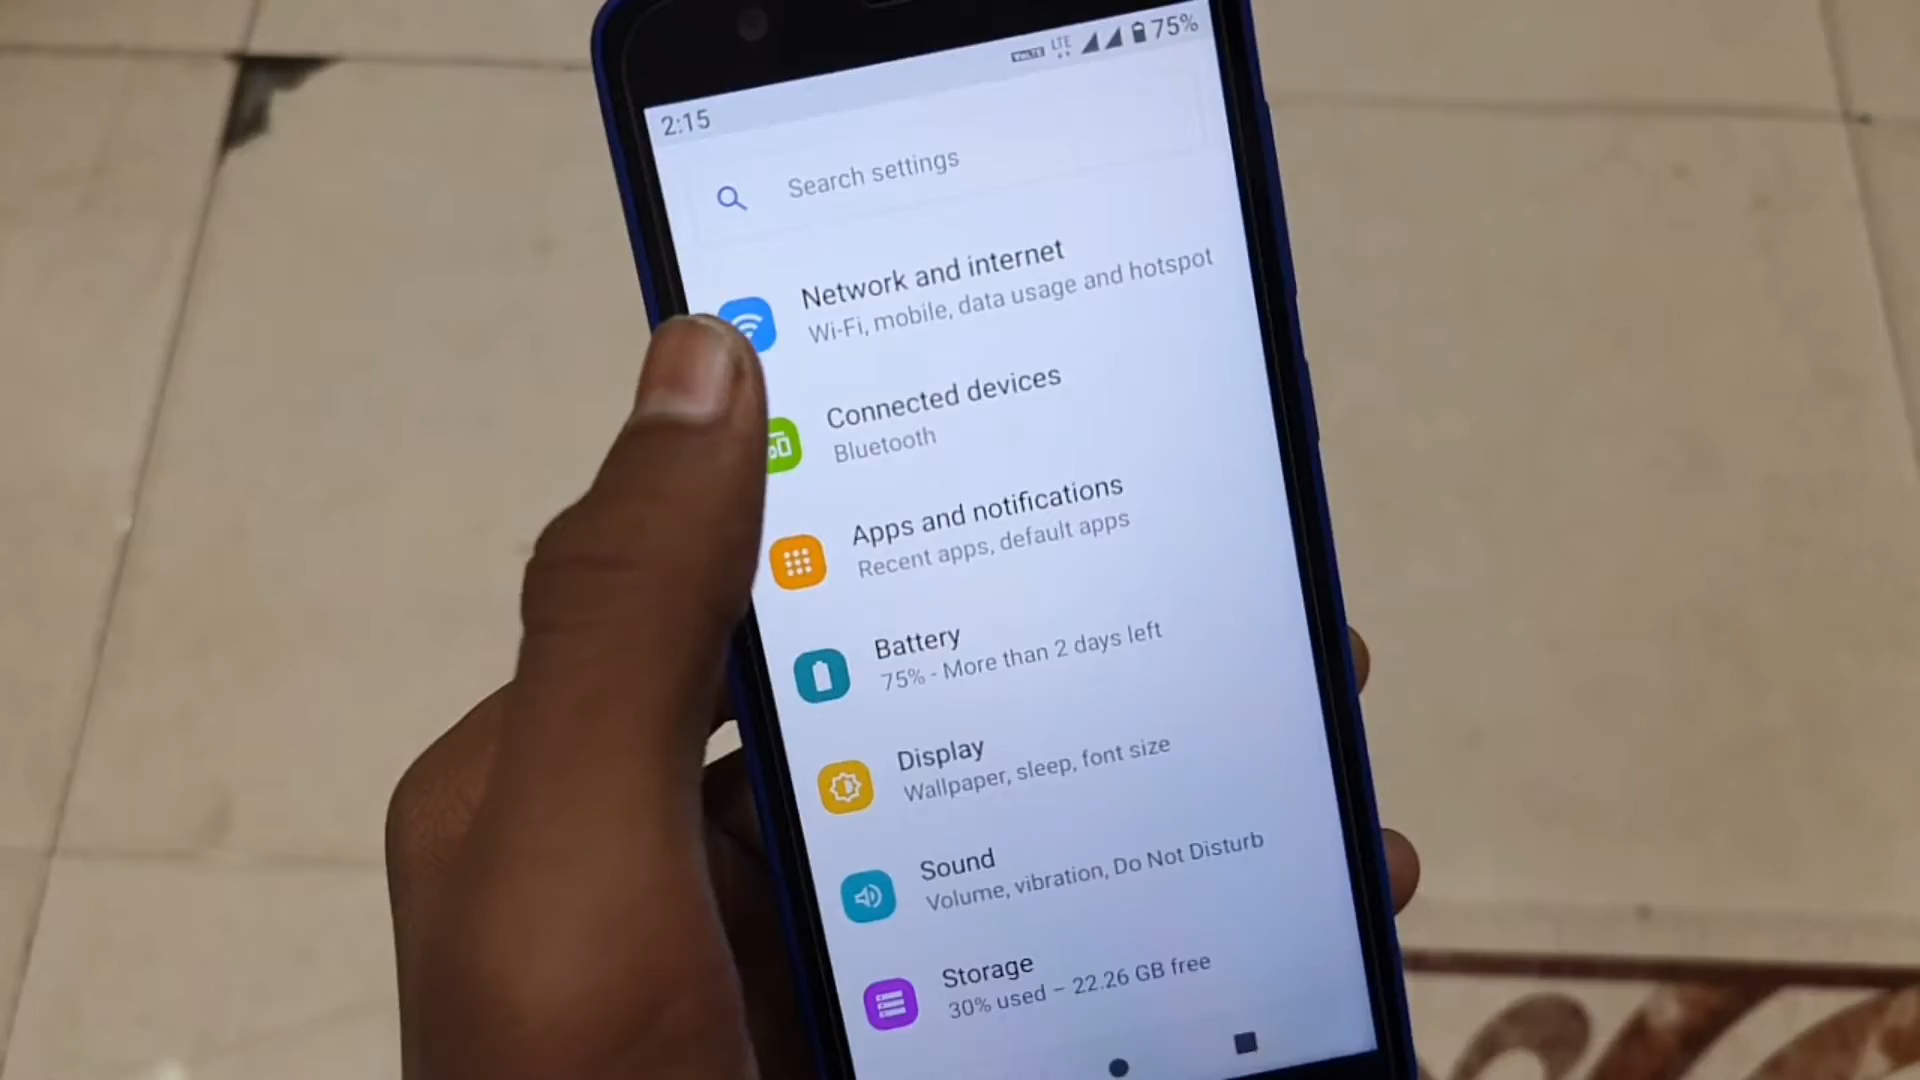 2:15
VoLTE LTE 75%
Search settings
Network and internet
Wi-Fi, mobile, data usage and hotspot
Connected devices
Bluetooth
Apps and notifications
Recent apps, default apps
Battery
75% - More than 2 days left
Display
Wallpaper, sleep, font size
Sound
Volume, vibration, Do Not Disturb
Storage
30% used – 22.26 GB free